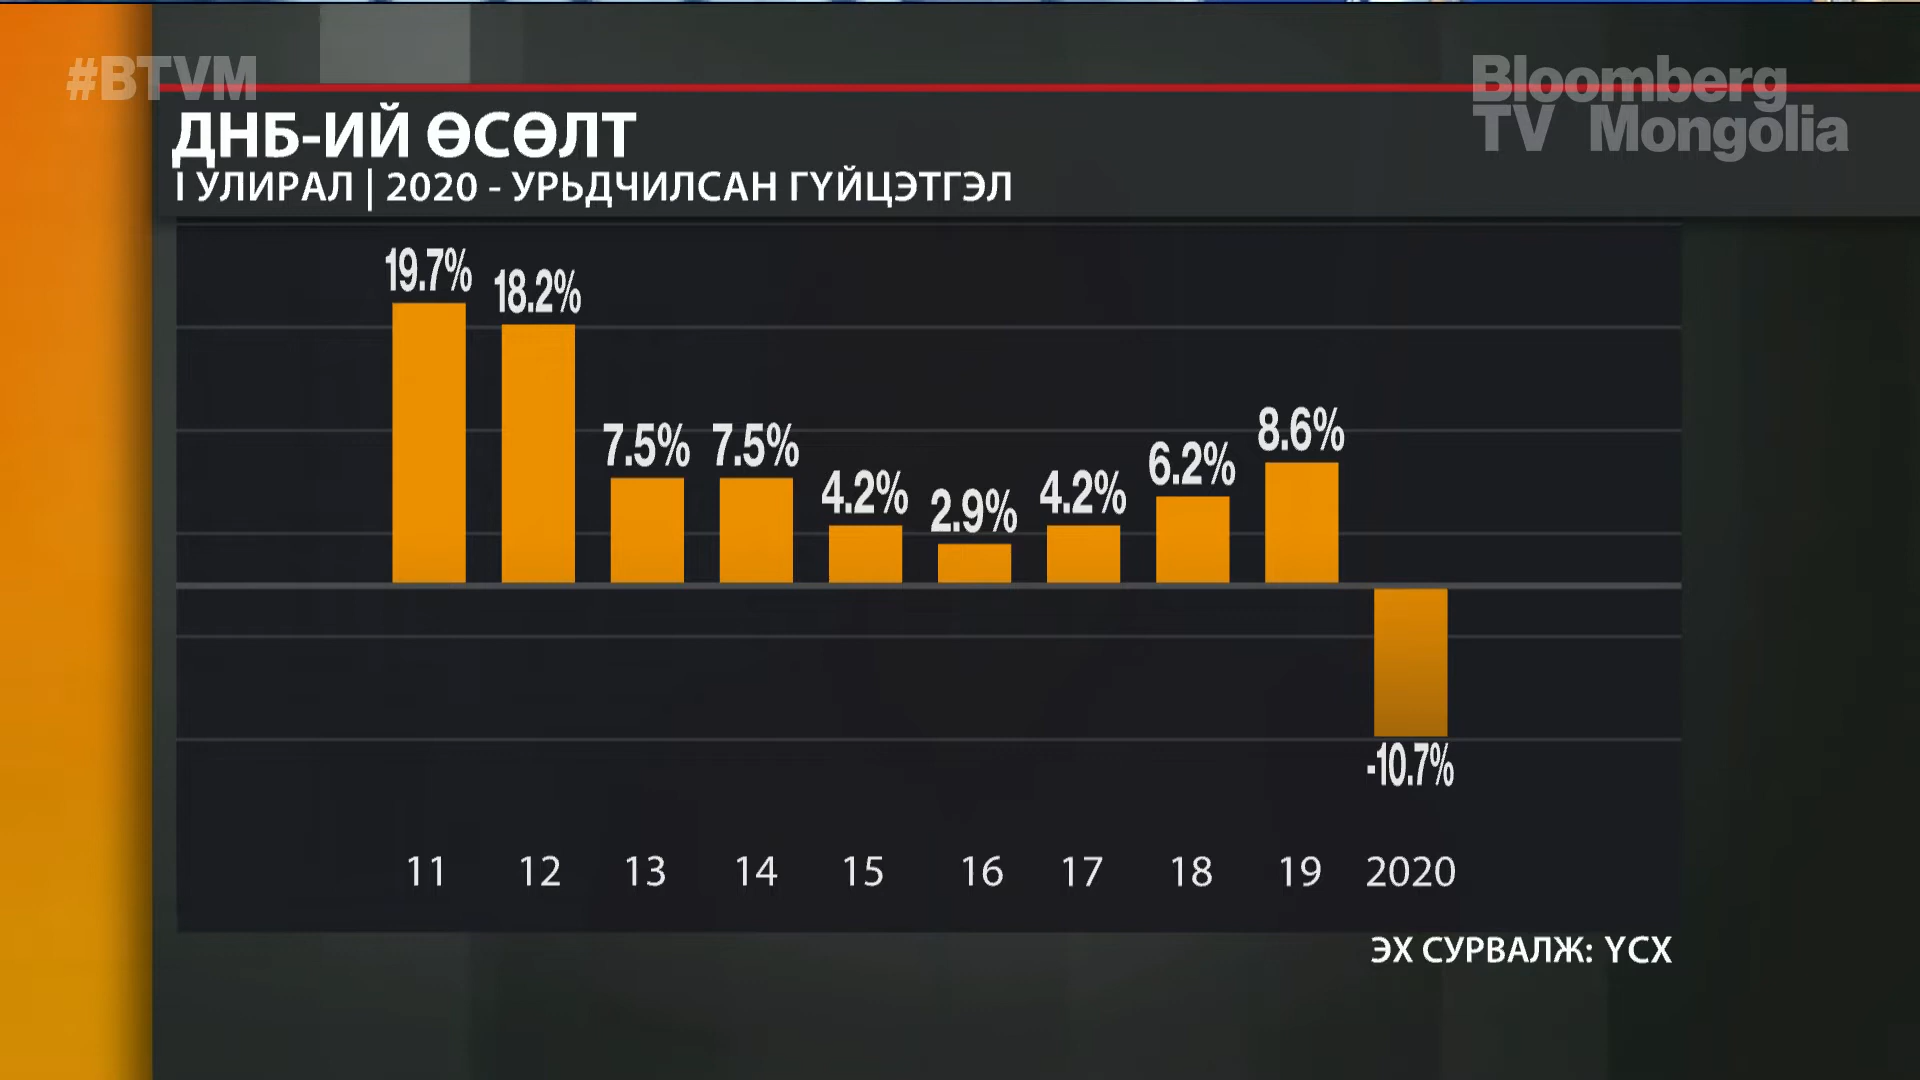 #BTVM
Bloomberg
TV Mongolia
ДНБ-ИЙ ӨСӨЛТ
I УЛИРАЛ | 2020 - УРЬДЧИЛСАН ГҮЙЦЭТГЭЛ
19.7%
18.2%
7.5%
7.5%
4.2%
2.9%
4.2%
6.2%
8.6%
-10.7%
11 12 13 14 15 16 17 18 19 2020
ЭХ СУРВАЛЖ: ҮСХ